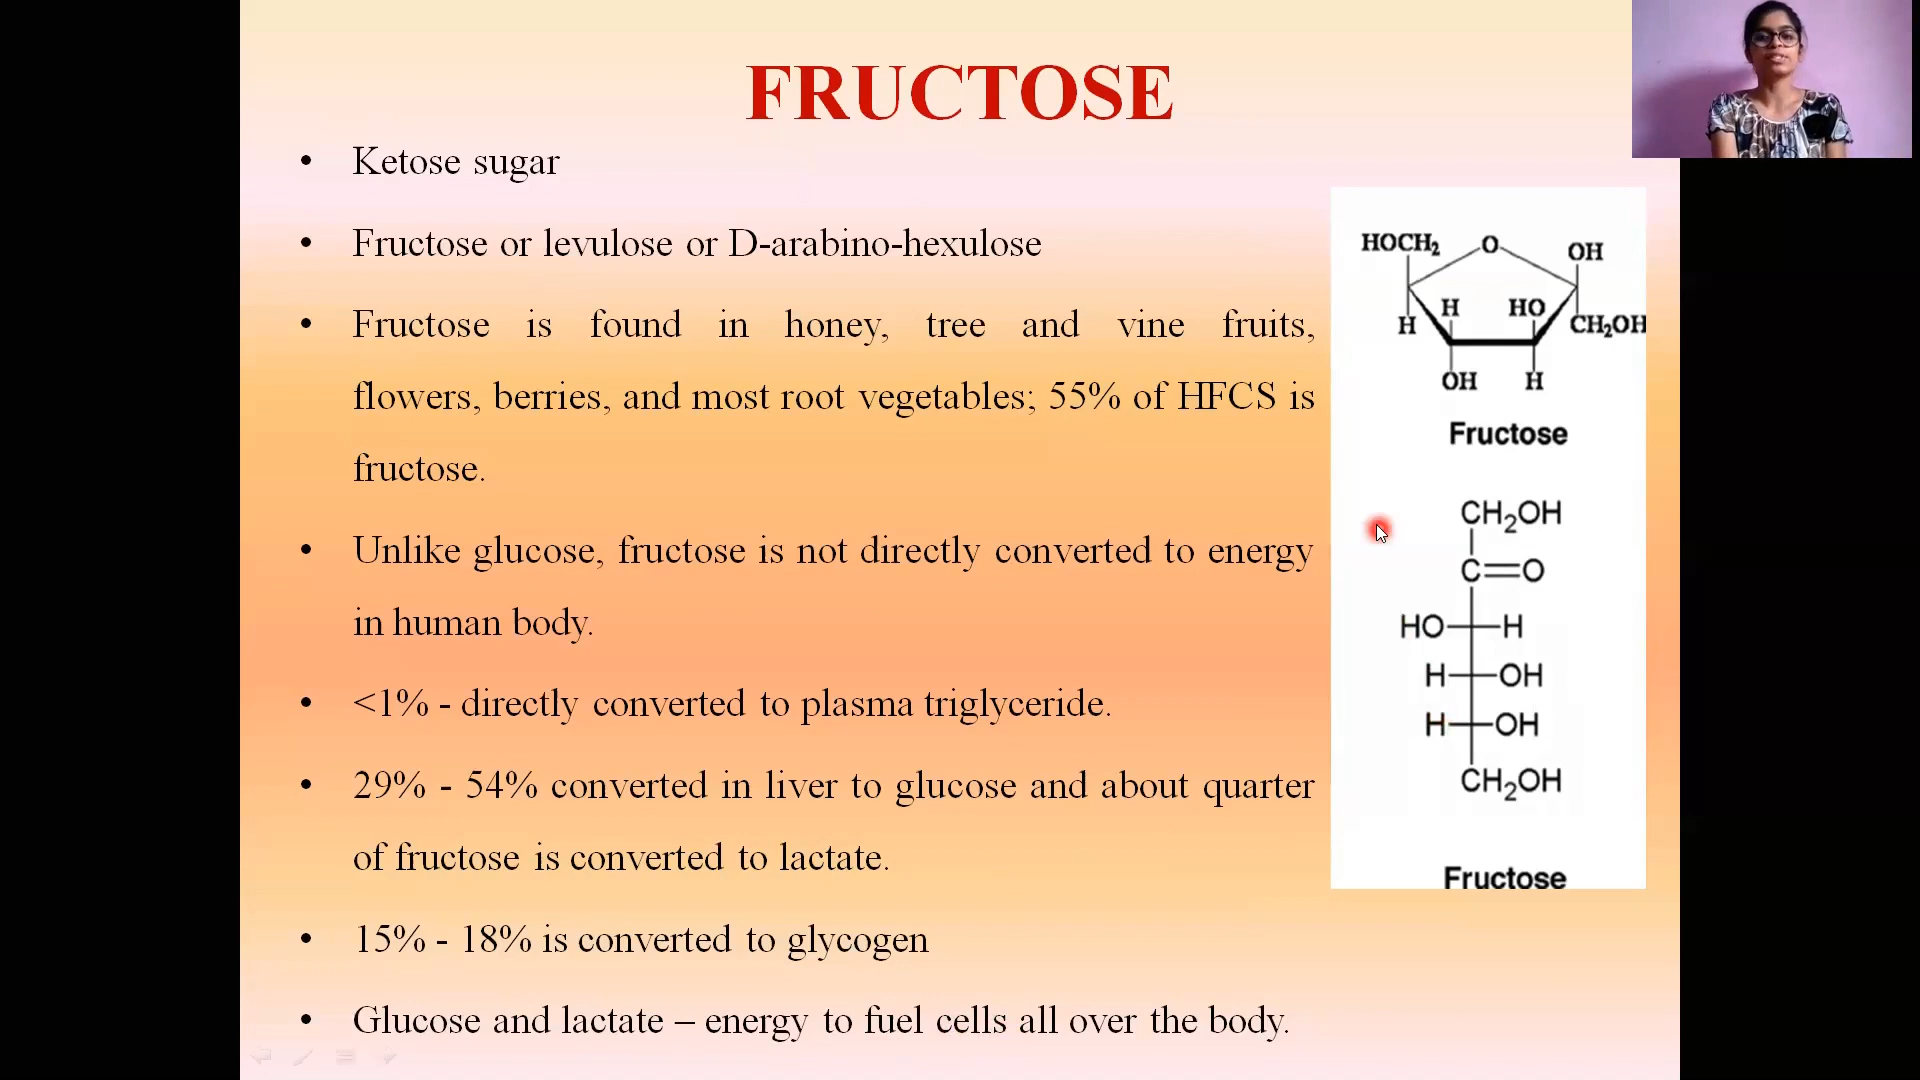 FRUCTOSE
• Ketose sugar
• Fructose or levulose or D-arabino-hexulose
• Fructose is found in honey, tree and vine fruits,
flowers, berries, and most root vegetables; 55% of HFCS is
fructose.
• Unlike glucose, fructose is not directly converted to energy
in human body.
• <1% - directly converted to plasma triglyceride.
• 29% - 54% converted in liver to glucose and about quarter
of fructose is converted to lactate.
• 15% - 18% is converted to glycogen
• Glucose and lactate – energy to fuel cells all over the body.
HOCH₂ O OH
H HO
H CH₂OH
OH H
Fructose
CH₂OH
C=O
HO H
H OH
H OH
CH₂OH
Fructose